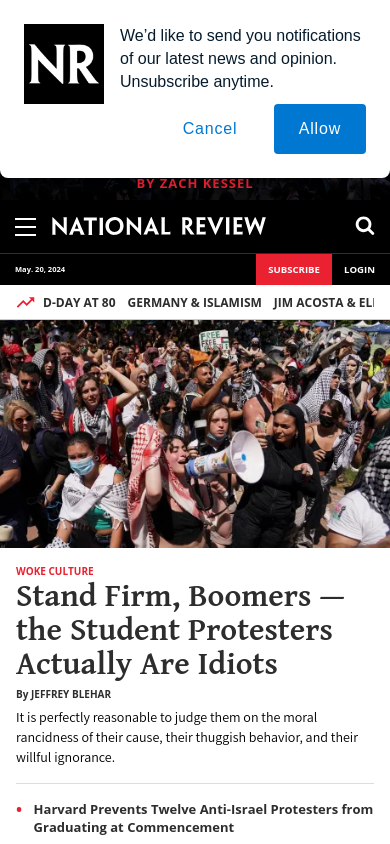 NR
We’d like to send you notifications
of our latest news and opinion.
Unsubscribe anytime.
Cancel
Allow
BY ZACH KESSEL
NATIONAL REVIEW
May. 20, 2024
SUBSCRIBE
LOGIN
D-DAY AT 80 GERMANY & ISLAMISM JIM ACOSTA &
FREE
WOKE CULTURE
Stand Firm, Boomers —
the Student Protesters
Actually Are Idiots
By JEFFREY BLEHAR
It is perfectly reasonable to judge them on the moral
rancidness of their cause, their thuggish behavior, and their
willful ignorance.
• Harvard Prevents Twelve Anti-Israel Protesters from
Graduating at Commencement